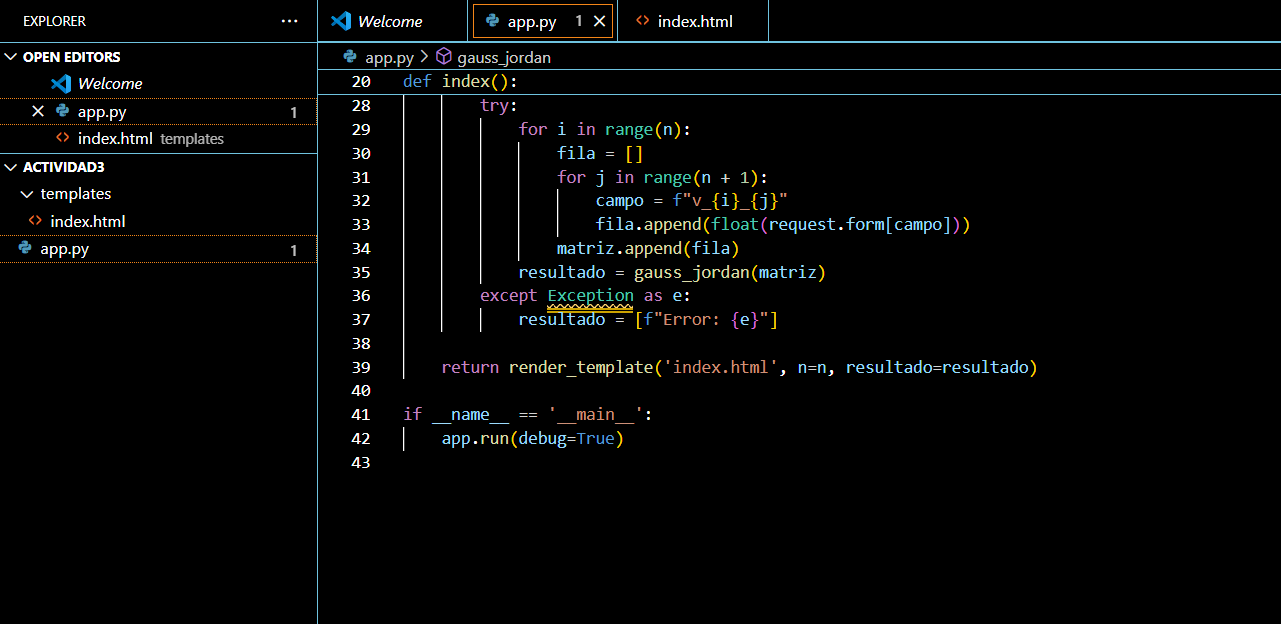 EXPLORER ...
Welcome
app.py 1
index.html
OPEN EDITORS
Welcome
app.py 1
index.html templates
ACTIVIDAD3
templates
index.html
app.py 1
app.py > gauss_jordan
20 def index():
28 try:
29 for i in range(n):
30 fila = []
31 for j in range(n + 1):
32 campo = f"v_{i}_{j}"
33 fila.append(float(request.form[campo]))
34 matriz.append(fila)
35 resultado = gauss_jordan(matriz)
36 except Exception as e:
37 resultado = [f"Error: {e}"]
38
39 return render_template('index.html', n=n, resultado=resultado)
40
41 if __name__ == '__main__':
42 app.run(debug=True)
43